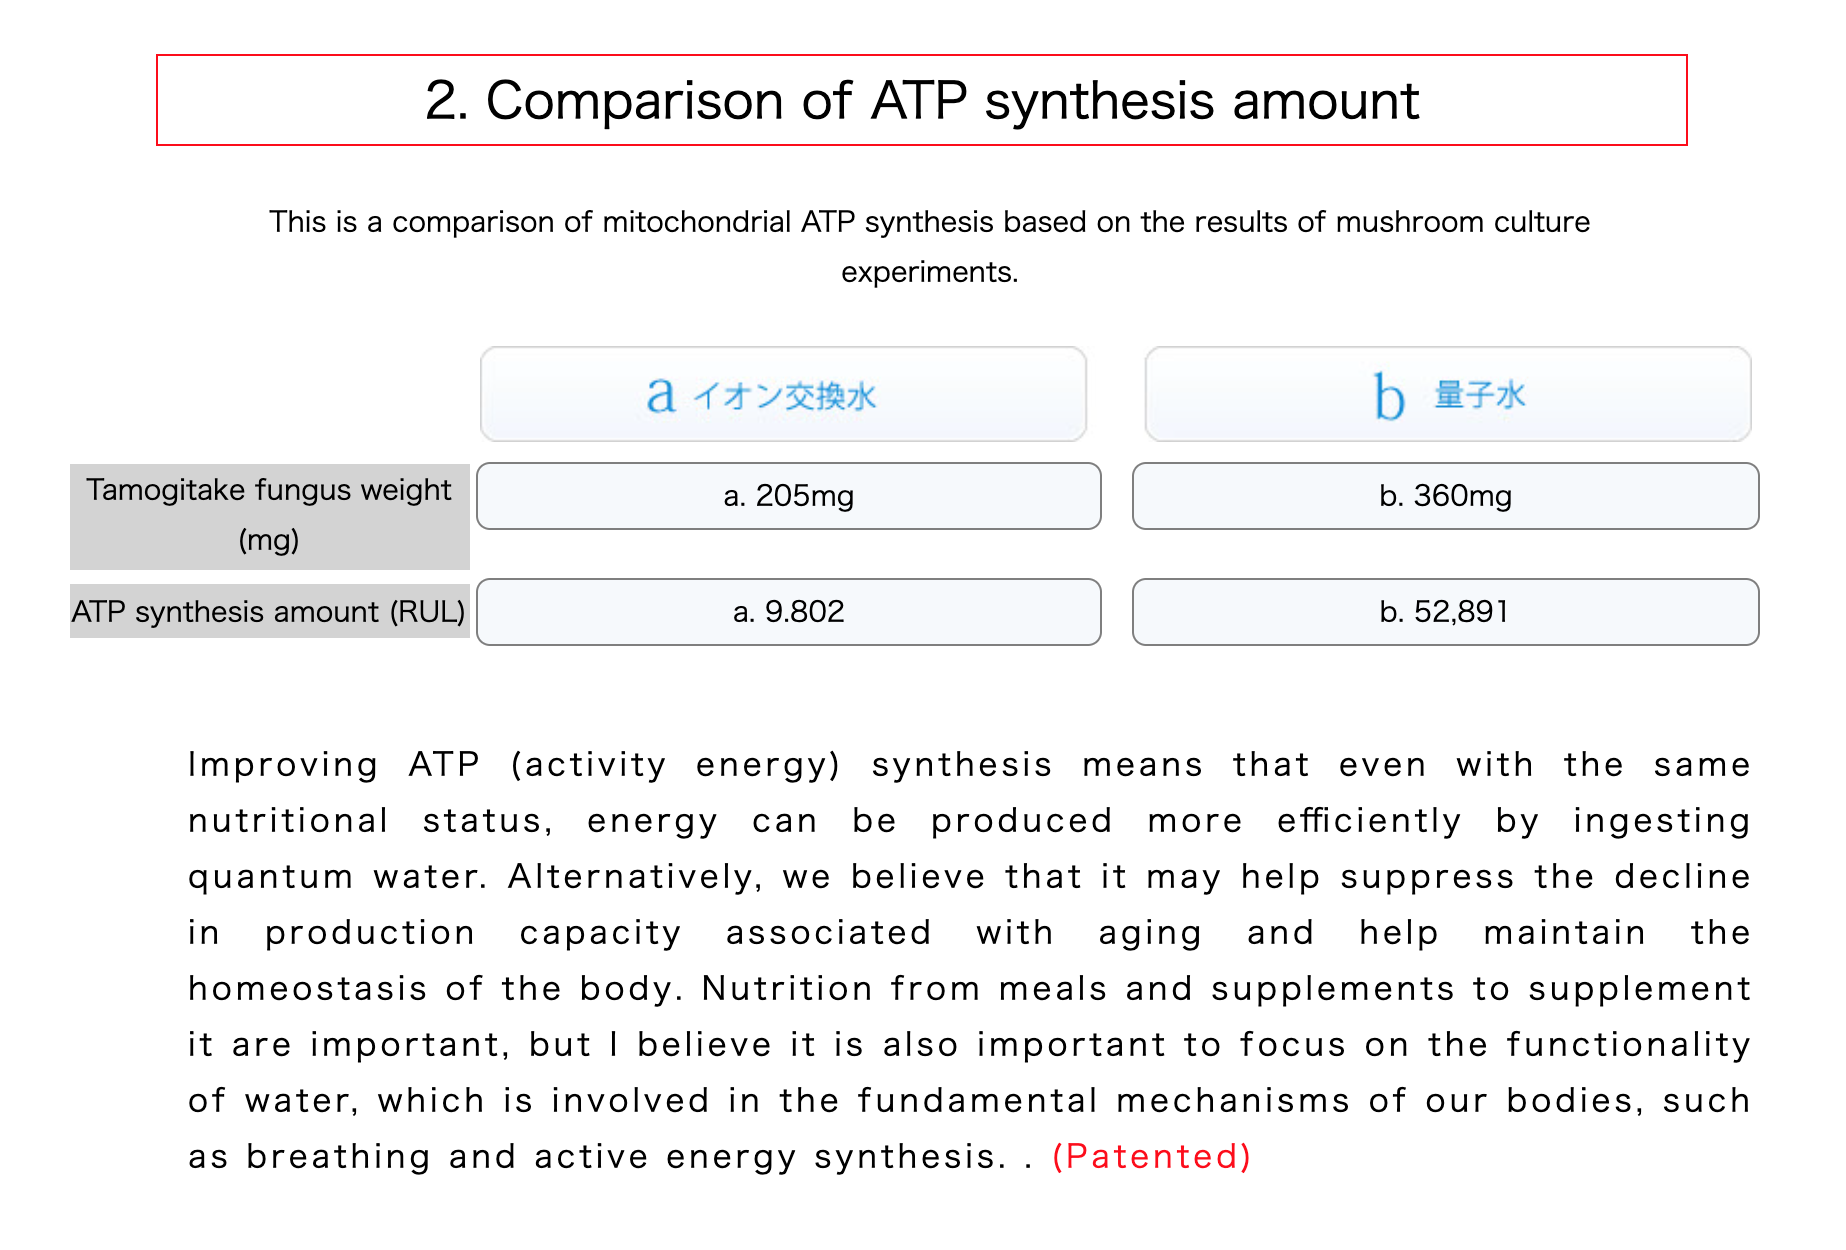 2. Comparison of ATP synthesis amount
This is a comparison of mitochondrial ATP synthesis based on the results of mushroom culture
experiments.
a イオン交換水
b 量子水
Tamogitake fungus weight
(mg)
a. 205mg
b. 360mg
ATP synthesis amount (RUL)
a. 9.802
b. 52,891
Improving ATP (activity energy) synthesis means that even with the same
nutritional status, energy can be produced more efficiently by ingesting
quantum water. Alternatively, we believe that it may help suppress the decline
in production capacity associated with aging and help maintain the
homeostasis of the body. Nutrition from meals and supplements to supplement
it are important, but I believe it is also important to focus on the functionality
of water, which is involved in the fundamental mechanisms of our bodies, such
as breathing and active energy synthesis. . (Patented)